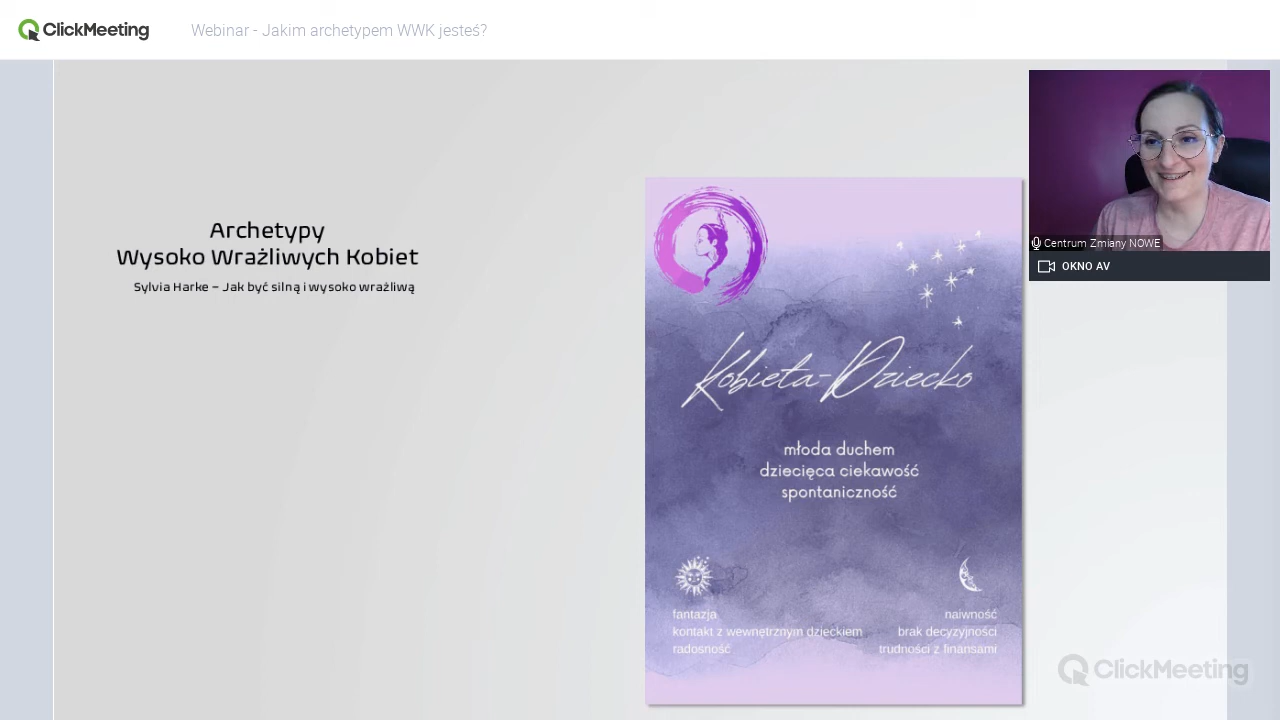 ClickMeeting
Webinar - Jakim archetypem WWK jesteś?
Archetypy
Wysoko Wrażliwych Kobiet
Sylvia Harke – Jak być silną i wysoko wrażliwą
Kobieta-Dziecko
młoda duchem
dziecięca ciekawość
spontaniczność
fantazja
kontakt z wewnętrznym dzieckiem
radosność
naiwność
brak decyzyjności
trudności z finansami
Centrum Zmiany NOWE
OKNO AV
ClickMeeting